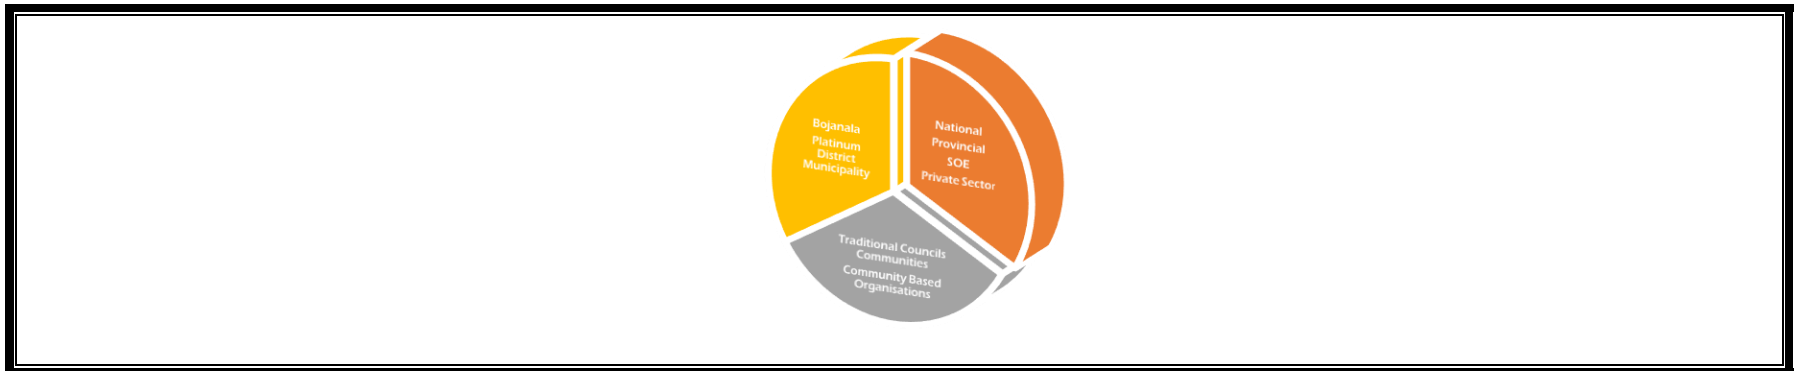 Bojanala
Platinum
District
Municipality
National
Provincial
SOE
Private Sector
Traditional Councils
Communities
Community Based
Organisations